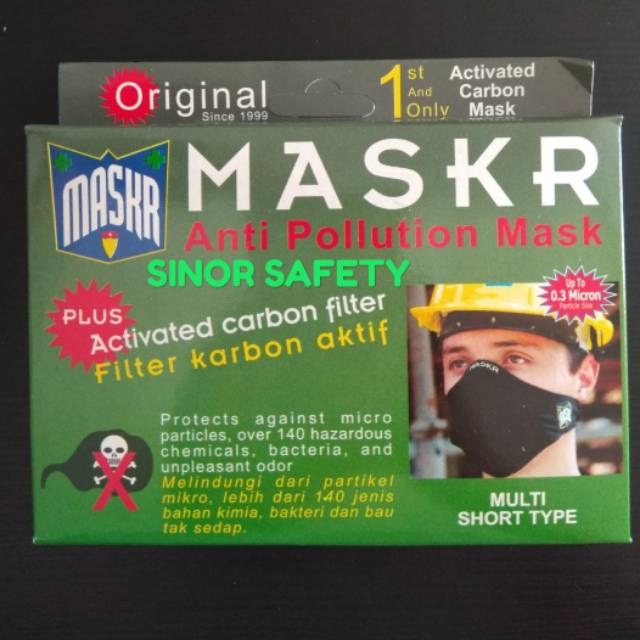 Original
Since 1999
1st
And
Only
Activated
Carbon
Mask
MASKR
MASKR
Anti Pollution Mask
SINOR SAFETY
PLUS
Activated carbon filter
Filter karbon aktif
Up To
0.3 Micron
Particle Size
MASKR
Protects against micro
particles, over 140 hazardous
chemicals, bacteria, and
unpleasant odor
Melindungi dari partikel
mikro, lebih dari 140 jenis
bahan kimia, bakteri dan bau
tak sedap.
MULTI
SHORT TYPE